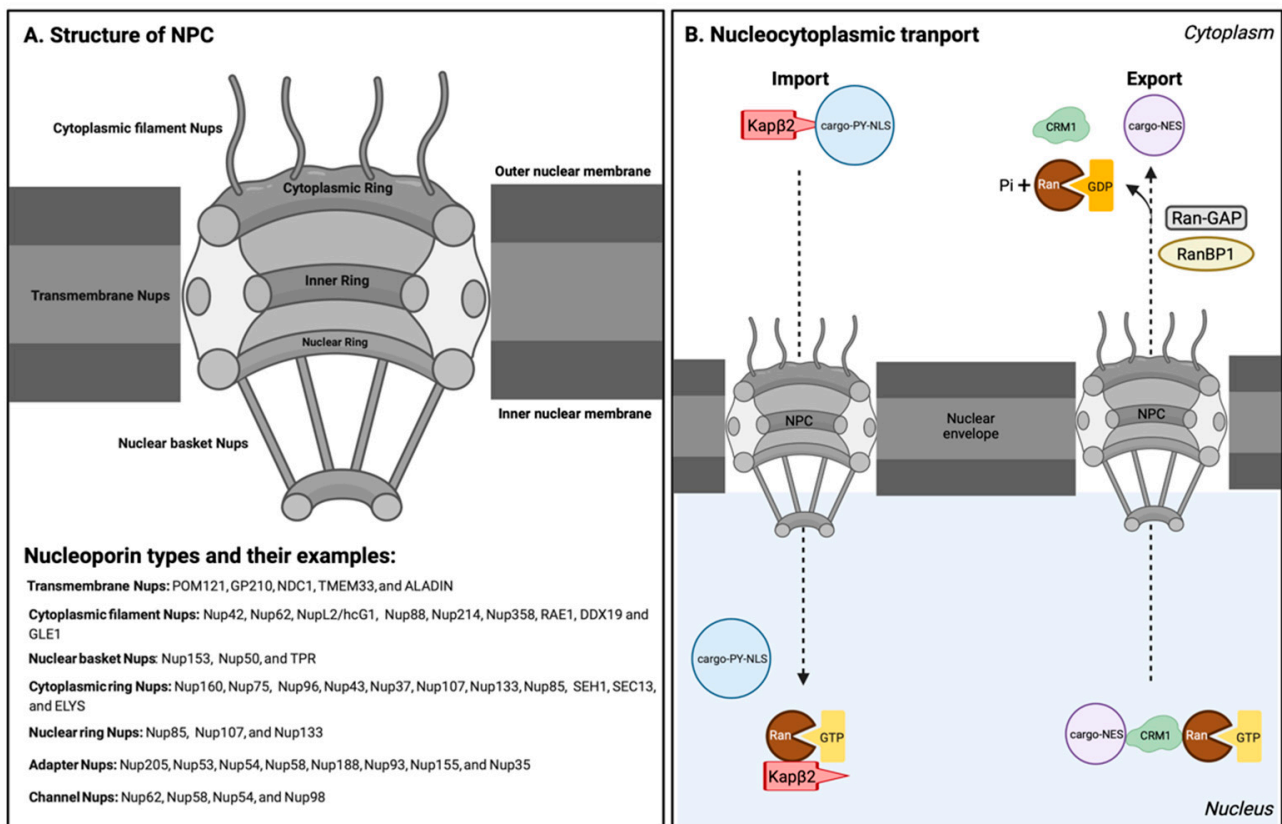 A. Structure of NPC
Cytoplasmic filament Nups
Cytoplasmic Ring
Outer nuclear membrane
Transmembrane Nups
Inner Ring
Nuclear Ring
Inner nuclear membrane
Nuclear basket Nups
Nucleoporin types and their examples:
Transmembrane Nups: POM121, GP210, NDC1, TMEM33, and ALADIN
Cytoplasmic filament Nups: Nup42, Nup62, NupL2/hcG1, Nup88, Nup214, Nup358, RAE1, DDX19 and
GLE1
Nuclear basket Nups: Nup153, Nup50, and TPR
Cytoplasmic ring Nups: Nup160, Nup75, Nup96, Nup43, Nup37, Nup107, Nup133, Nup85, SEH1, SEC13,
and ELYS
Nuclear ring Nups: Nup85, Nup107, and Nup133
Adapter Nups: Nup205, Nup53, Nup54, Nup58, Nup188, Nup93, Nup155, and Nup35
Channel Nups: Nup62, Nup58, Nup54, and Nup98
B. Nucleocytoplasmic tranport
Cytoplasm
Import
Export
Kapβ2
cargo-PY-NLS
CRM1
cargo-NES
Pi +
Ran
GDP
Ran-GAP
RanBP1
NPC
Nuclear
envelope
NPC
cargo-PY-NLS
Ran
GTP
Kapβ2
cargo-NES
CRM1
Ran
GTP
Nucleus